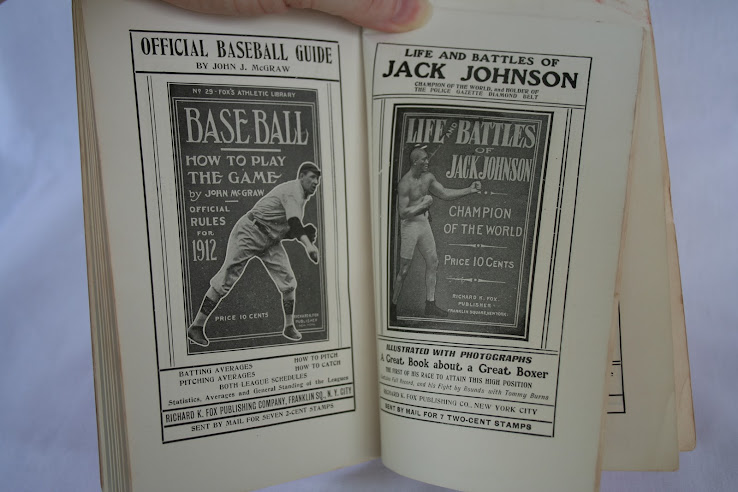 OFFICIAL BASEBALL GUIDE
BY JOHN J. McGRAW
Nº 29 - FOX'S ATHLETIC LIBRARY
BASE BALL
HOW TO PLAY
THE GAME
by JOHN McGRAW
OFFICIAL
RULES
FOR
1912
PRICE 10 CENTS
RICHARD K. FOX
PUBLISHER
BATTING AVERAGES HOW TO PITCH
PITCHING AVERAGES HOW TO CATCH
BOTH LEAGUE SCHEDULES
Statistics, Averages and General Standing of the Leagues
RICHARD K. FOX PUBLISHING COMPANY, FRANKLIN SQ., N. Y. CITY
SENT BY MAIL FOR SEVEN 2-CENT STAMPS
LIFE AND BATTLES OF
JACK JOHNSON
CHAMPION OF THE WORLD, and HOLDER OF
THE POLICE GAZETTE DIAMOND BELT
LIFE AND BATTLES
OF
JACK JOHNSON
CHAMPION
OF THE WORLD
PRICE 10 CENTS
RICHARD K. FOX
PUBLISHER
FRANKLIN SQUARE, NEW YORK.
ILLUSTRATED WITH PHOTOGRAPHS
A Great Book about a Great Boxer
THE FIRST OF HIS RACE TO ATTAIN THIS HIGH POSITION
Full Record, and his Fight by Rounds with Tommy Burns
RICHARD K. FOX PUBLISHING CO., NEW YORK CITY
SENT BY MAIL FOR 7 TWO-CENT STAMPS